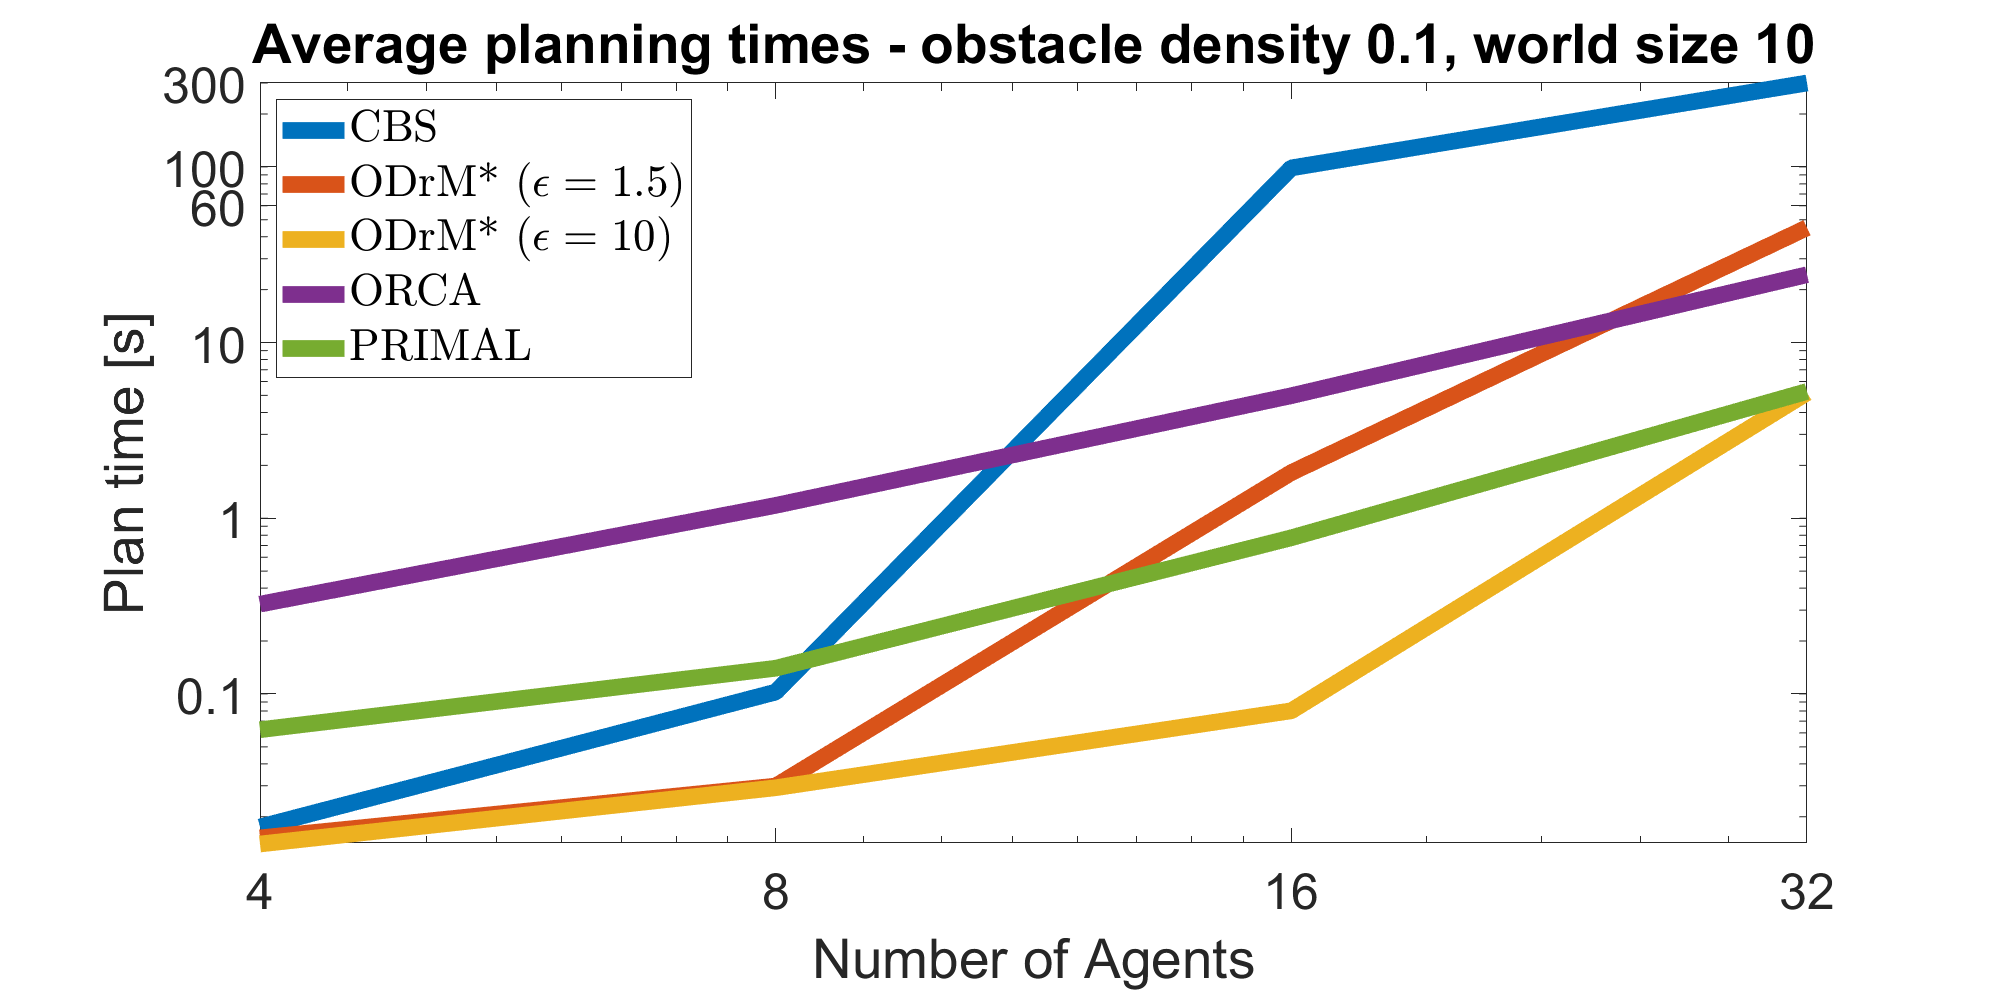 Average planning times - obstacle density 0.1, world size 10
300
100
60
10
1
0.1
Plan time [s]
CBS
ODrM* (ϵ = 1.5)
ODrM* (ϵ = 10)
ORCA
PRIMAL
4 8 16 32
Number of Agents